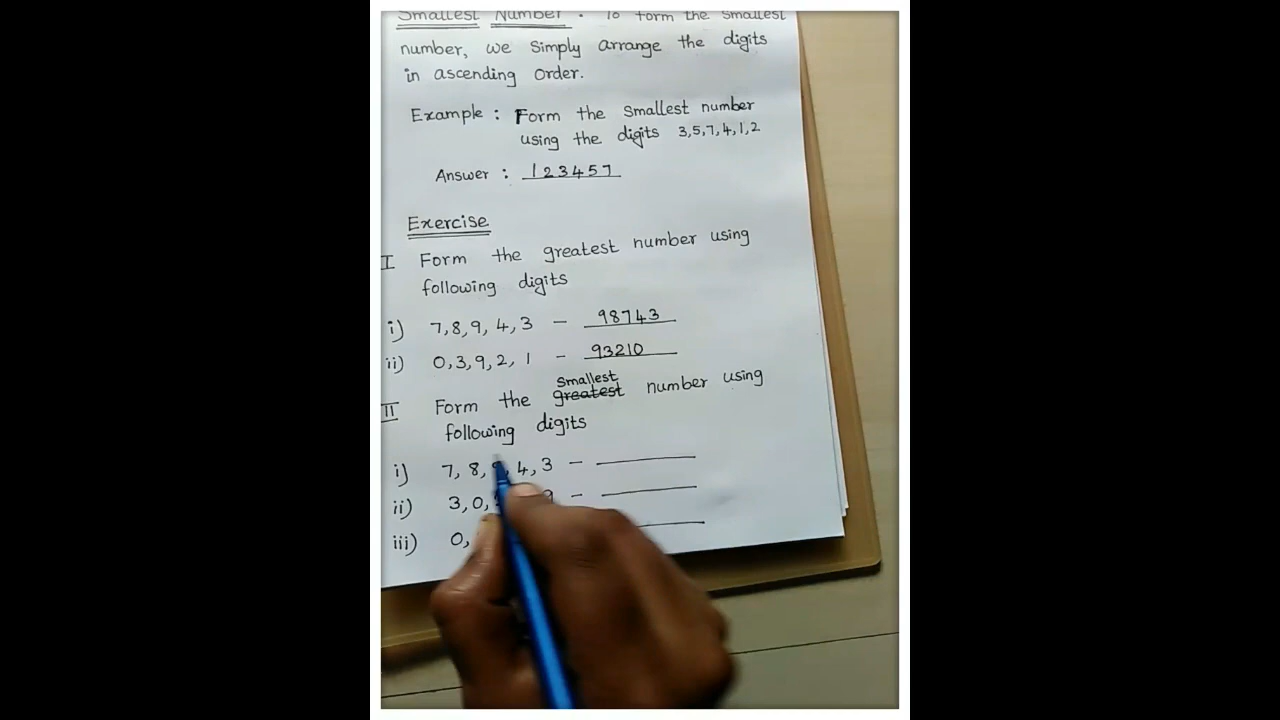 Smallest Number : To form the smallest
number, we Simply arrange the digits
in ascending order.
Example : Form the Smallest number
using the digits 3,5,7,4,1,2
Answer : 123457
Exercise
I Form the greatest number using
following digits
i) 7,8,9,4,3 - 98743
ii) 0,3,9,2,1 - 93210
Smallest
II Form the greatest number using
following digits
i) 7,8,9,4,3 -
ii) 3,0, 9 -
iii) 0,